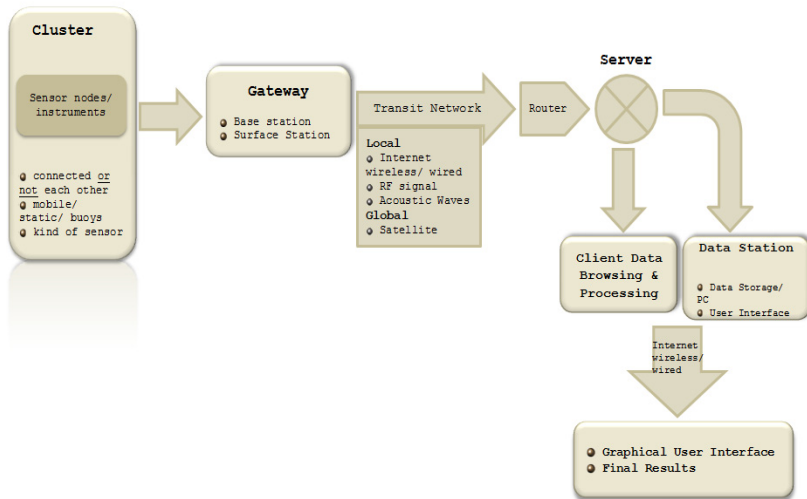 Cluster
Sensor nodes/
instruments
connected or
not each other
mobile/
static/ buoys
kind of sensor
Gateway
Base station
Surface Station
Transit Network
Local
Internet
wireless/ wired
RF signal
Acoustic Waves
Global
Satellite
Router
Server
Client Data
Browsing &
Processing
Data Station
Data Storage/
PC
User Interface
Internet
wireless/
wired
Graphical User Interface
Final Results